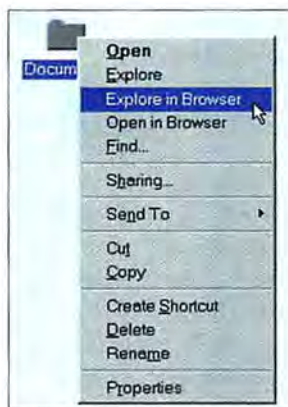 Docum
Open
Explore
Explore in Browser
Open in Browser
Find...
Sharing...
Send To
Cut
Copy
Create Shortcut
Delete
Rename
Properties